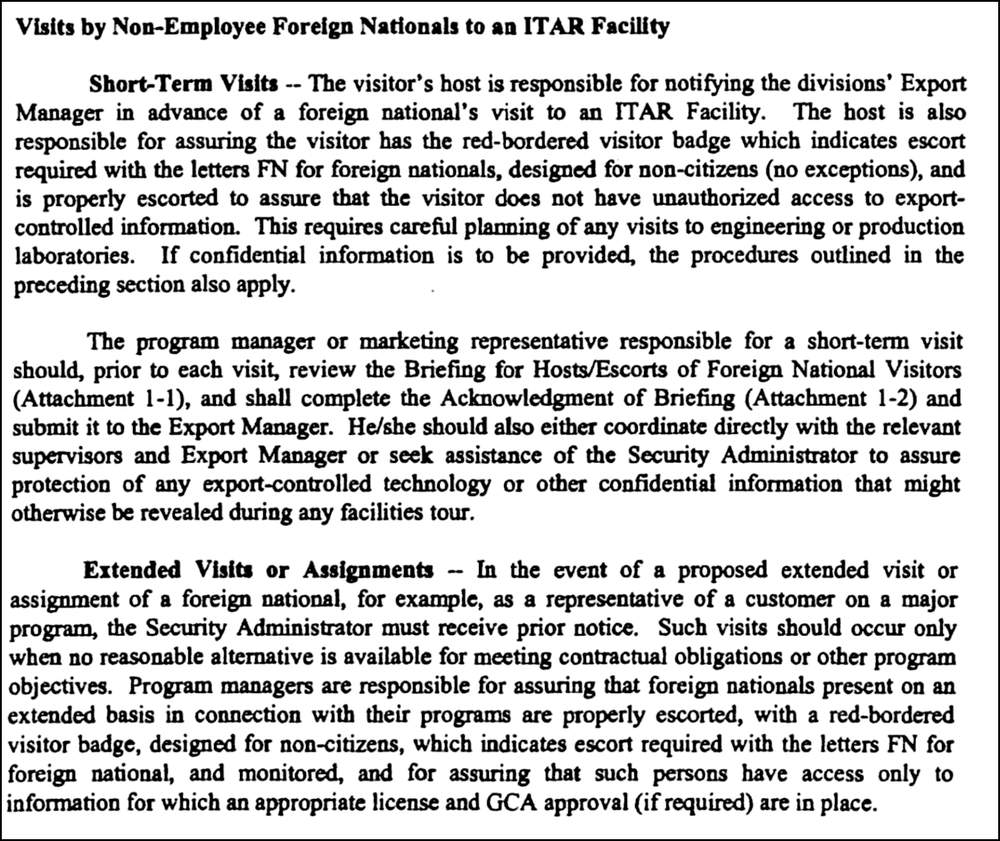 Visits by Non-Employee Foreign Nationals to an ITAR Facility
Short-Term Visits -- The visitor's host is responsible for notifying the divisions' Export
Manager in advance of a foreign national's visit to an ITAR Facility. The host is also
responsible for assuring the visitor has the red-bordered visitor badge which indicates escort
required with the letters FN for foreign nationals, designed for non-citizens (no exceptions), and
is properly escorted to assure that the visitor does not have unauthorized access to export-
controlled information. This requires careful planning of any visits to engineering or production
laboratories. If confidential information is to be provided, the procedures outlined in the
preceding section also apply.
The program manager or marketing representative responsible for a short-term visit
should, prior to each visit, review the Briefing for Hosts/Escorts of Foreign National Visitors
(Attachment 1-1), and shall complete the Acknowledgment of Briefing (Attachment 1-2) and
submit it to the Export Manager. He/she should also either coordinate directly with the relevant
supervisors and Export Manager or seek assistance of the Security Administrator to assure
protection of any export-controlled technology or other confidential information that might
otherwise be revealed during any facilities tour.
Extended Visits or Assignments -- In the event of a proposed extended visit or
assignment of a foreign national, for example, as a representative of a customer on a major
program, the Security Administrator must receive prior notice. Such visits should occur only
when no reasonable alternative is available for meeting contractual obligations or other program
objectives. Program managers are responsible for assuring that foreign nationals present on an
extended basis in connection with their programs are properly escorted, with a red-bordered
visitor badge, designed for non-citizens, which indicates escort required with the letters FN for
foreign national, and monitored, and for assuring that such persons have access only to
information for which an appropriate license and GCA approval (if required) are in place.